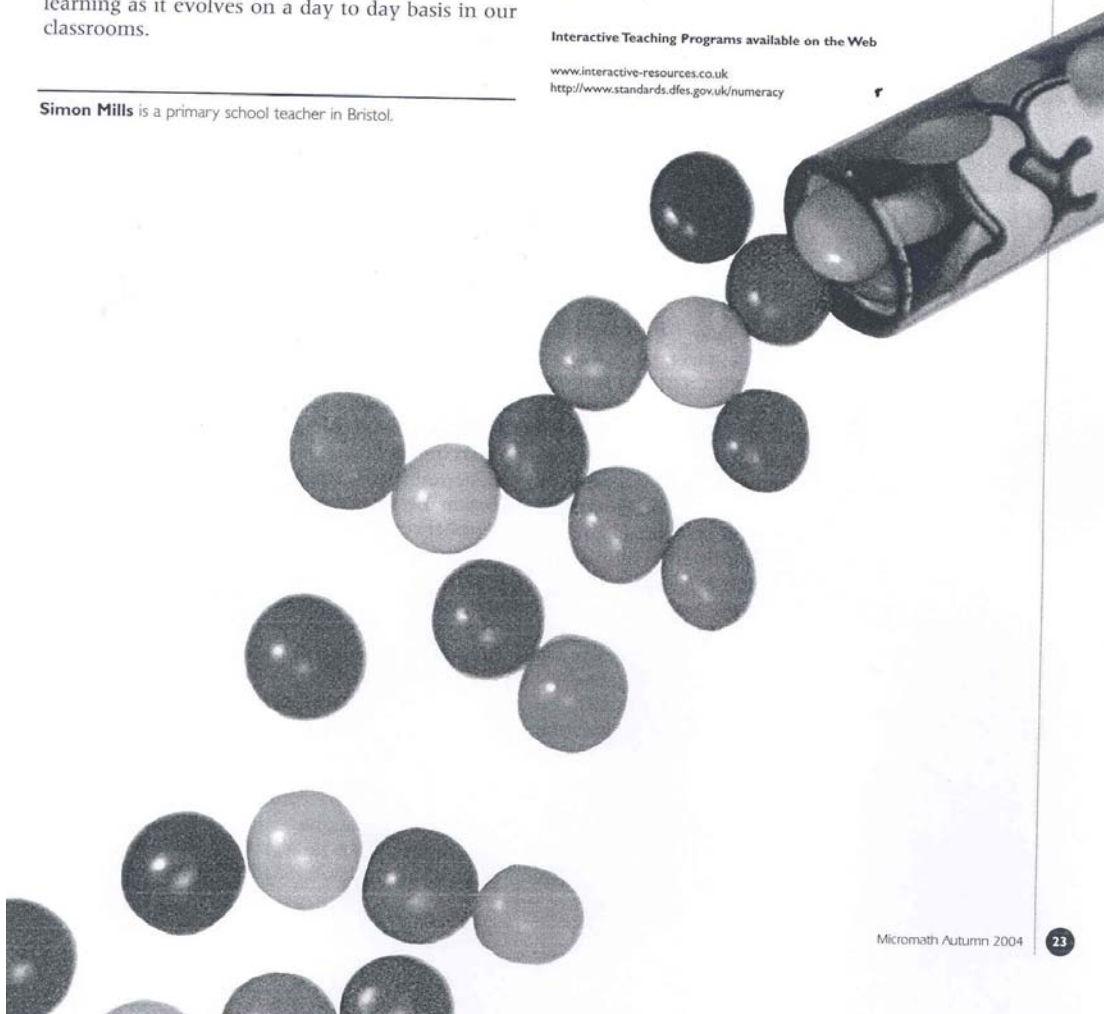 learning as it evolves on a day to day basis in our
classrooms.
Simon Mills is a primary school teacher in Bristol.
Interactive Teaching Programs available on the Web
www.interactive-resources.co.uk
http://www.standards.dfes.gov.uk/numeracy
Micromath Autumn 2004
23